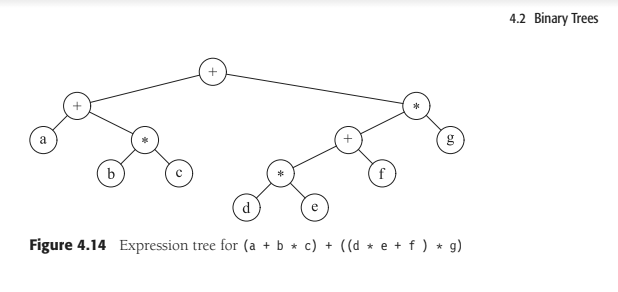 4.2 Binary Trees
+
+ *
a * + g
b c * f
d e
Figure 4.14 Expression tree for (a + b * c) + ((d * e + f ) * g)